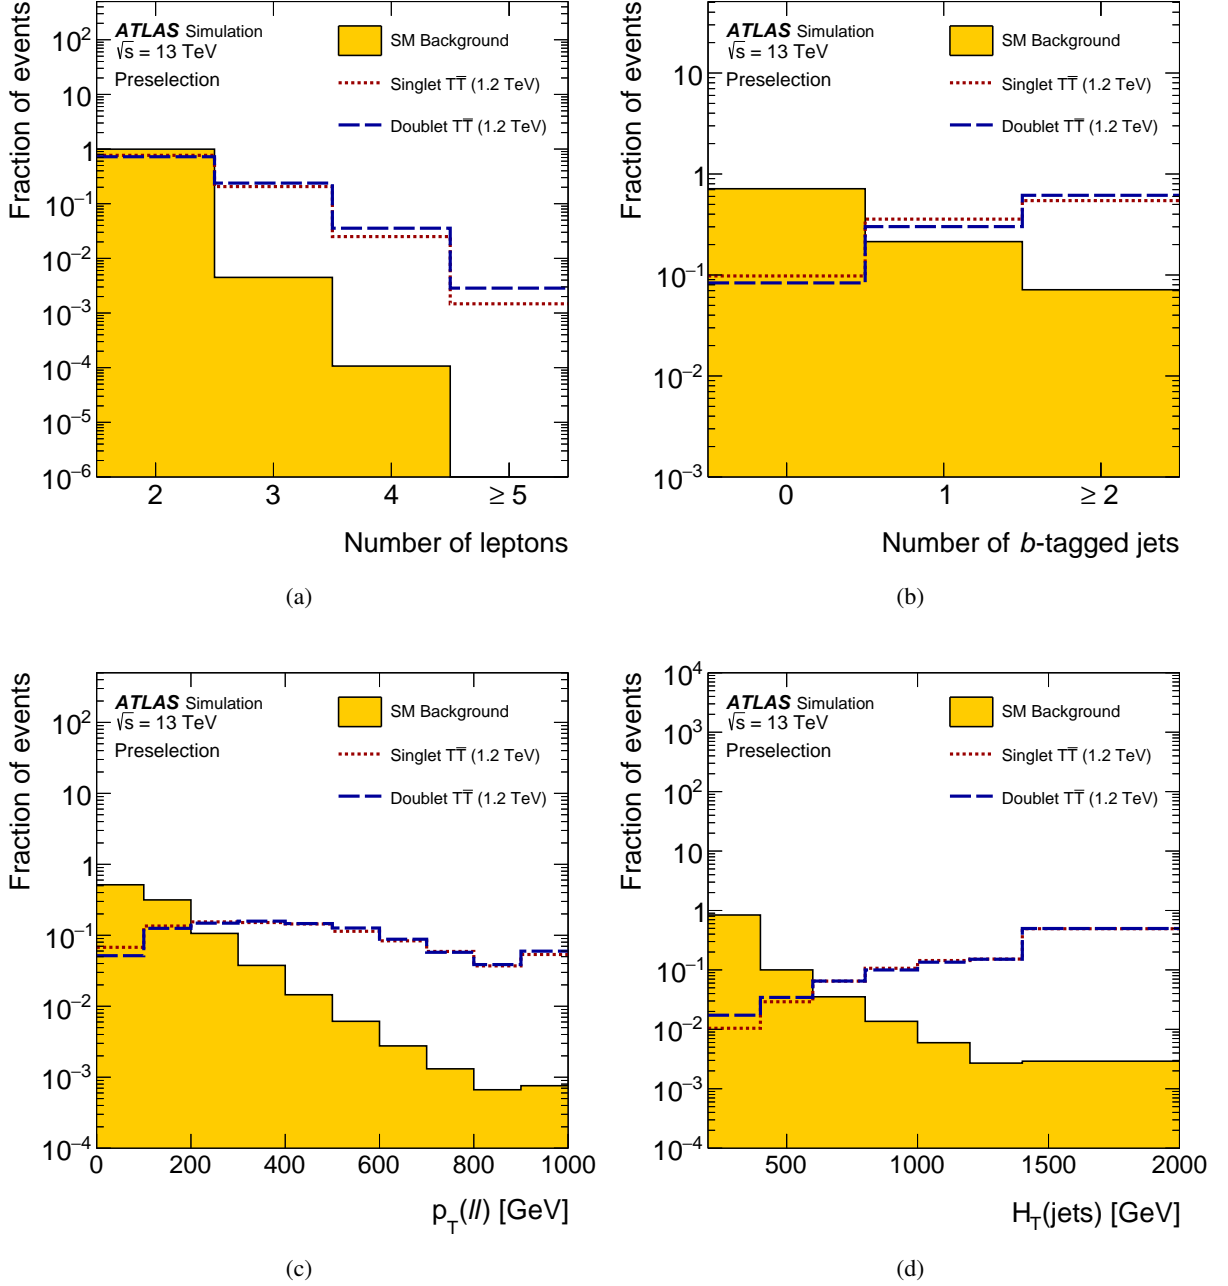 Fraction of events
10²
10
1
10⁻¹
10⁻²
10⁻³
10⁻⁴
10⁻⁵
10⁻⁶
ATLAS Simulation
√s = 13 TeV
Preselection
SM Background
Singlet TT̅ (1.2 TeV)
Doublet TT̅ (1.2 TeV)
2 3 4 ≥ 5
Number of leptons
(a)
Fraction of events
10
1
10⁻¹
10⁻²
10⁻³
ATLAS Simulation
√s = 13 TeV
Preselection
SM Background
Singlet TT̅ (1.2 TeV)
Doublet TT̅ (1.2 TeV)
0 1 ≥ 2
Number of b-tagged jets
(b)
Fraction of events
10²
10
1
10⁻¹
10⁻²
10⁻³
10⁻⁴
ATLAS Simulation
√s = 13 TeV
Preselection
SM Background
Singlet TT̅ (1.2 TeV)
Doublet TT̅ (1.2 TeV)
0 200 400 600 800 1000
p_T(ll) [GeV]
(c)
Fraction of events
10⁴
10³
10²
10
1
10⁻¹
10⁻²
10⁻³
10⁻⁴
ATLAS Simulation
√s = 13 TeV
Preselection
SM Background
Singlet TT̅ (1.2 TeV)
Doublet TT̅ (1.2 TeV)
500 1000 1500 2000
H_T(jets) [GeV]
(d)